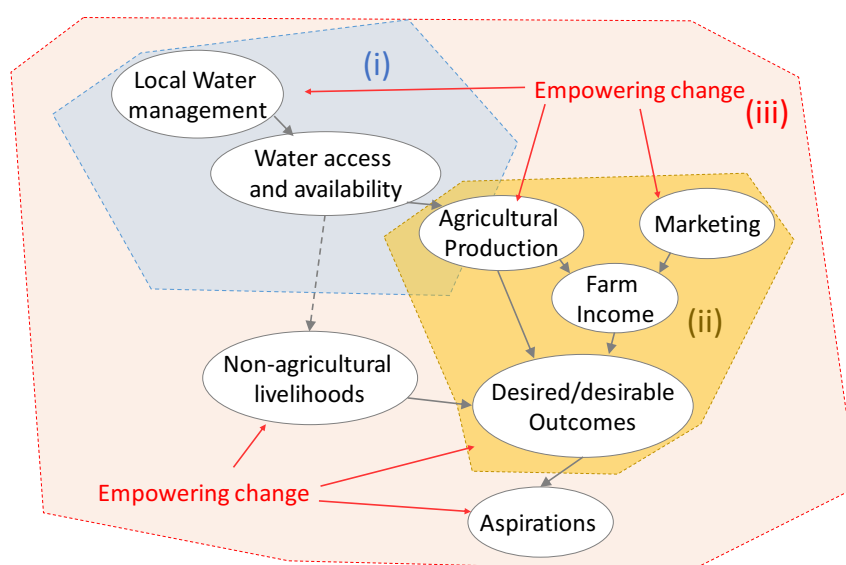 (i)
Local Water
management
Empowering change
(iii)
Water access
and availability
Agricultural
Production
Marketing
Farm
Income
(ii)
Non-agricultural
livelihoods
Desired/desirable
Outcomes
Empowering change
Aspirations